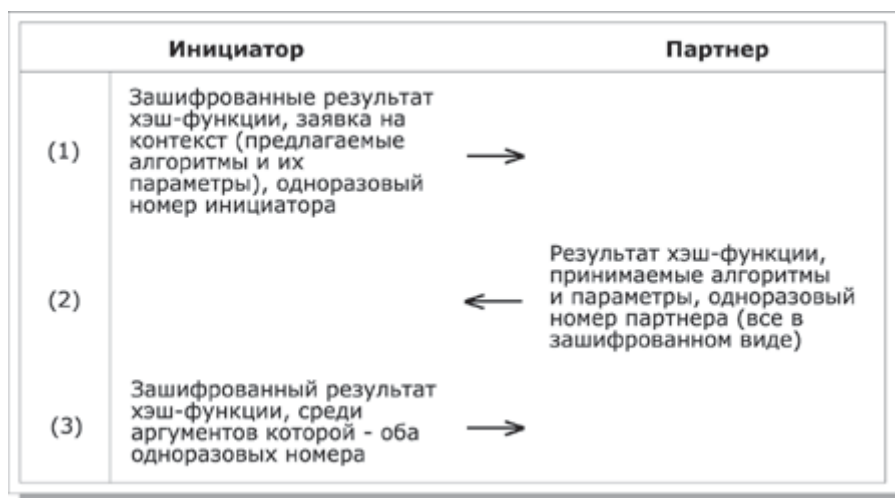 Инициатор Партнер
(1) Зашифрованные результат
хэш-функции, заявка на
контекст (предлагаемые
алгоритмы и их
параметры), одноразовый
номер инициатора
(2) Результат хэш-функции,
принимаемые алгоритмы
и параметры, одноразовый
номер партнера (все в
зашифрованном виде)
(3) Зашифрованный результат
хэш-функции, среди
аргументов которой - оба
одноразовых номера